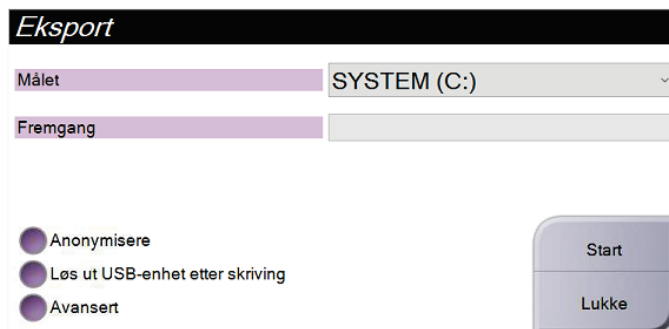 Eksport
Målet SYSTEM (C:)
Fremgang
Anonymisere
Løs ut USB-enhet etter skriving
Avansert
Start
Lukke